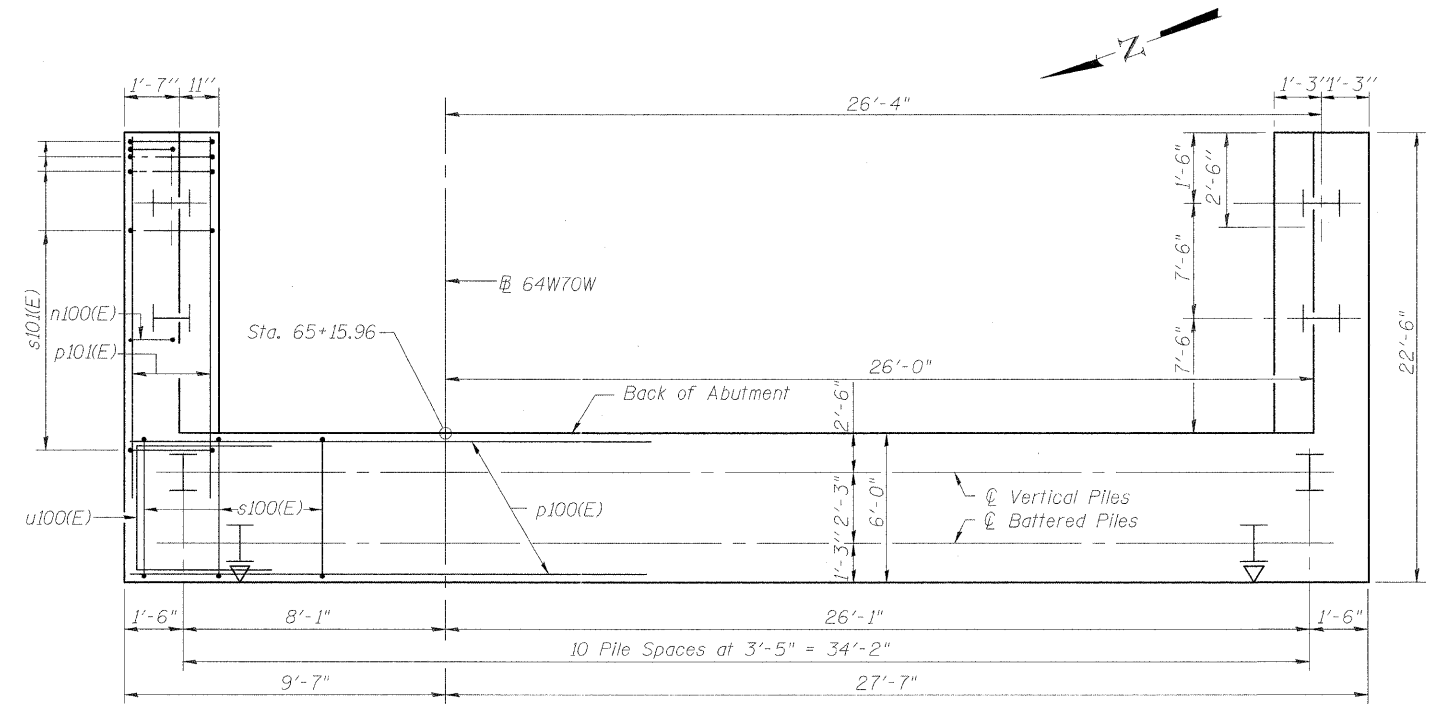 N
1'-7"
11"
26'-4"
1'-3"
1'-3"
1'-6"
2'-6"
7'-6"
7'-6"
22'-6"
s101(E)
n100(E)
p101(E)
℄ 64W70W
Sta. 65+15.96
26'-0"
Back of Abutment
2'-6"
2'-3"
1'-3"
6'-0"
℄ Vertical Piles
℄ Battered Piles
u100(E)
s100(E)
p100(E)
1'-6"
8'-1"
26'-1"
1'-6"
10 Pile Spaces at 3'-5" = 34'-2"
9'-7"
27'-7"